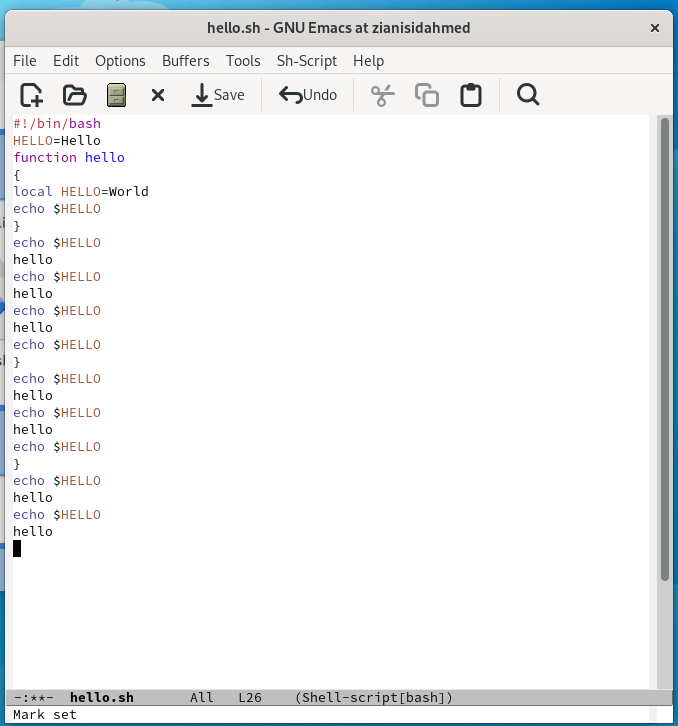 hello.sh - GNU Emacs at zianisidahmed
File Edit Options Buffers Tools Sh-Script Help
Save Undo
#!/bin/bash
HELLO=Hello
function hello
{
local HELLO=World
echo $HELLO
}
echo $HELLO
hello
echo $HELLO
hello
echo $HELLO
hello
echo $HELLO
}
echo $HELLO
hello
echo $HELLO
hello
echo $HELLO
}
echo $HELLO
hello
echo $HELLO
hello
-:**- hello.sh All L26 (Shell-script[bash])
Mark set